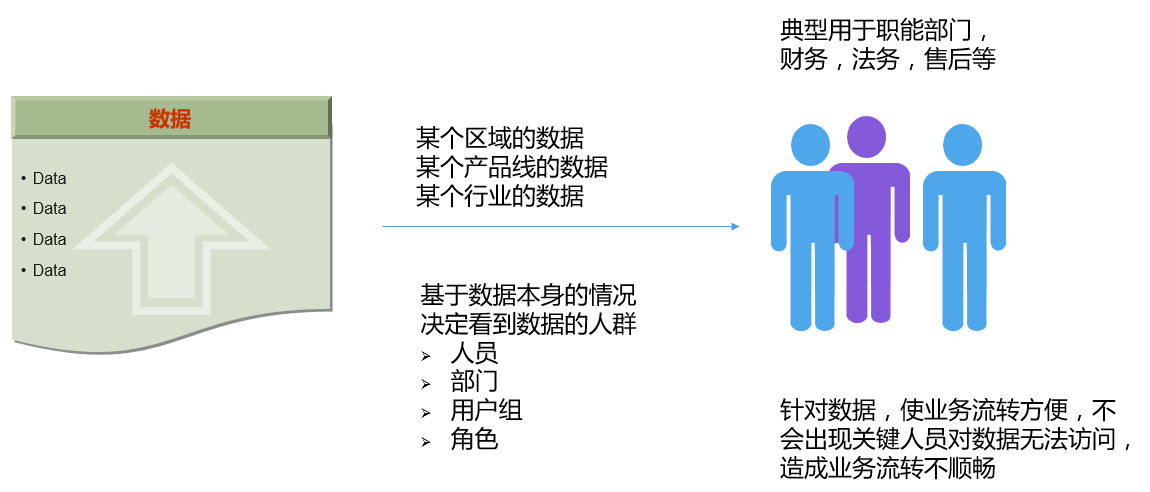 典型用于职能部门，
财务，法务，售后等
数据
• Data
• Data
• Data
• Data
某个区域的数据
某个产品线的数据
某个行业的数据
基于数据本身的情况
决定看到数据的人群
➢ 人员
➢ 部门
➢ 用户组
➢ 角色
针对数据，使业务流转方便，不
会出现关键人员对数据无法访问，
造成业务流转不顺畅